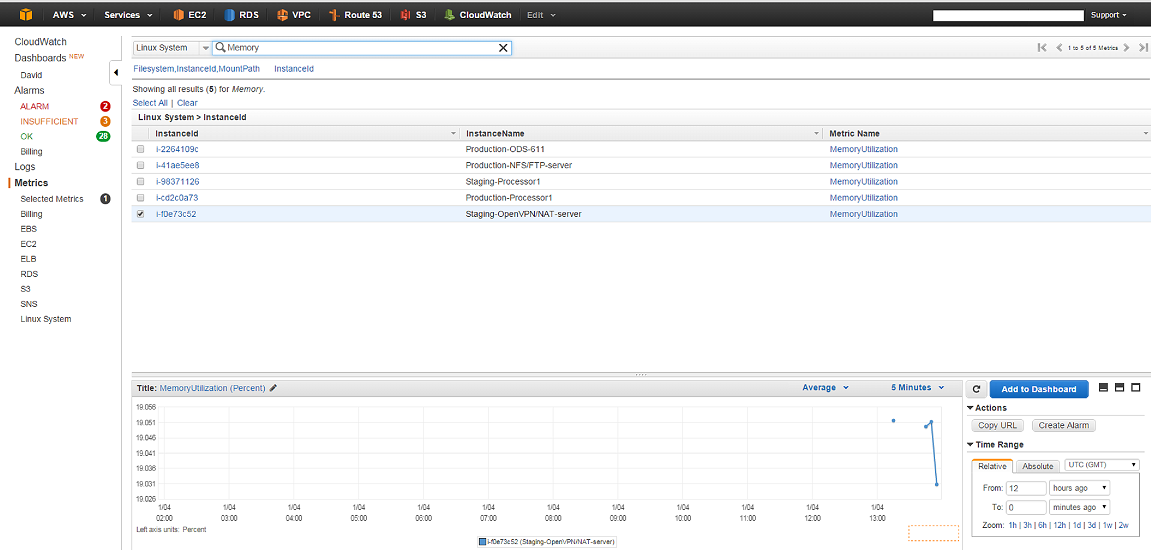 AWS Services EC2 RDS VPC Route 53 S3 CloudWatch Edit Support
CloudWatch
Dashboards NEW
David
Alarms
ALARM 2
INSUFFICIENT 3
OK 28
Billing
Logs
Metrics
Selected Metrics 1
Billing
EBS
EC2
ELB
RDS
S3
SNS
Linux System
Linux System Memory 1 to 5 of 5 Metrics
Filesystem,InstanceId,MountPath InstanceId
Showing all results (5) for Memory.
Select All | Clear
Linux System > InstanceId
InstanceId InstanceName Metric Name
i-2264109c Production-ODS-611 MemoryUtilization
i-41ae5ee8 Production-NFS/FTP-server MemoryUtilization
i-98371126 Staging-Processor1 MemoryUtilization
i-cd2c0a73 Production-Processor1 MemoryUtilization
i-f0e73c52 Staging-OpenVPN/NAT-server MemoryUtilization
Title: MemoryUtilization (Percent) Average 5 Minutes
19.056
19.051
19.046
19.041
19.036
19.031
19.026
1/04 1/04 1/04 1/04 1/04 1/04 1/04 1/04 1/04 1/04 1/04 1/04
02:00 03:00 04:00 05:00 06:00 07:00 08:00 09:00 10:00 11:00 12:00 13:00
Left axis units: Percent
i-f0e73c52 (Staging-OpenVPN/NAT-server)
Add to Dashboard
Actions
Copy URL Create Alarm
Time Range
Relative Absolute UTC (GMT)
From: 12 hours ago
To: 0 minutes ago
Zoom: 1h | 3h | 6h | 12h | 1d | 3d | 1w | 2w